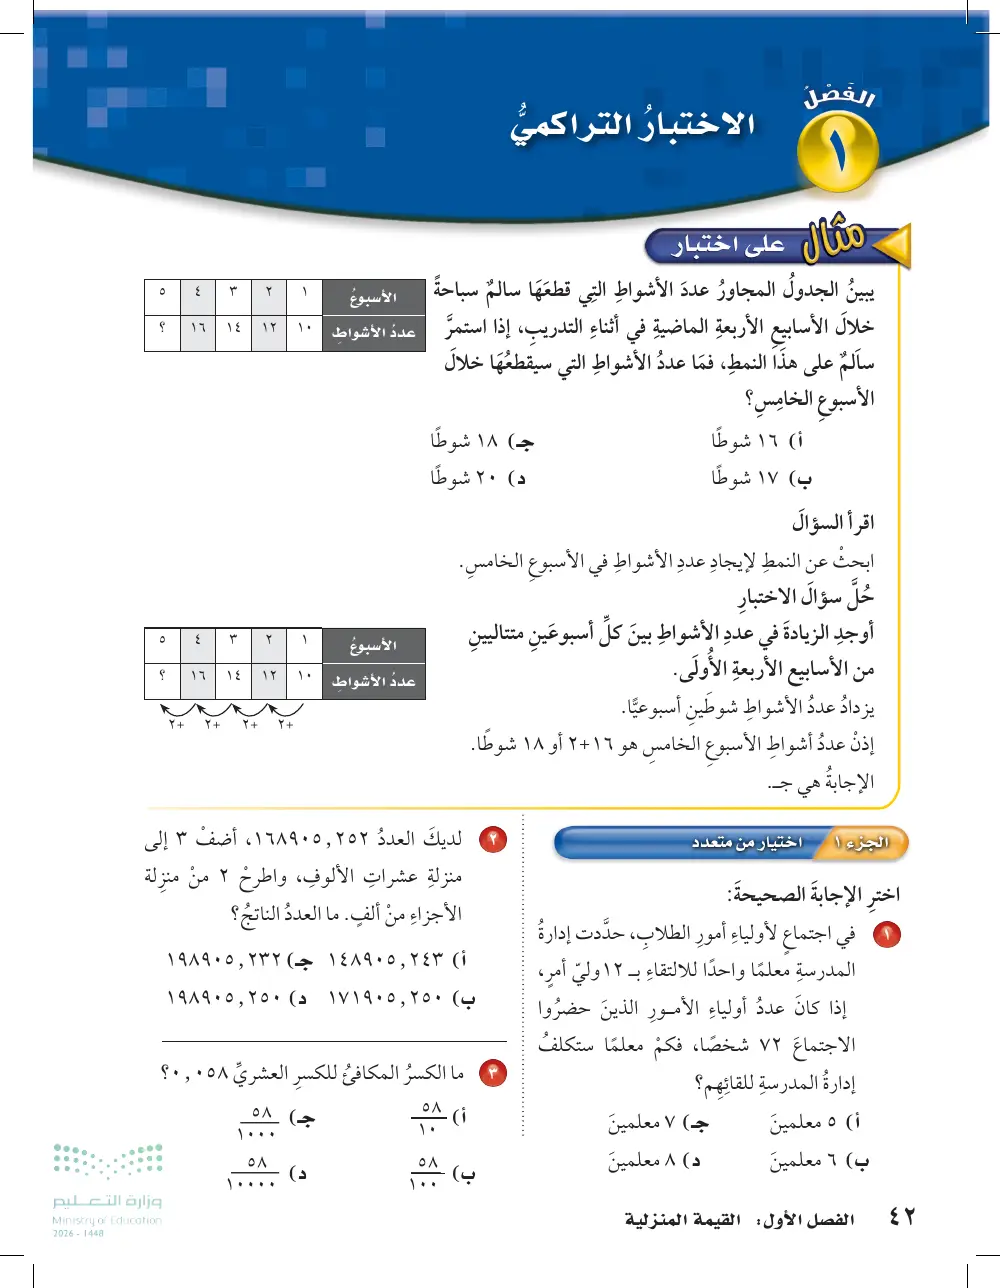 الفَصْلُ
١
الاختبارُ التراكميُّ
مثال على اختبار
يبينُ الجدولُ المجاورُ عددَ الأشواطِ التِي قطعَهَا سالمٌ سباحةً
خلالَ الأسابيعِ الأربعةِ الماضيةِ في أثناءِ التدريبِ، إذا استمرَّ
سالمٌ على هذَا النمطِ، فمَا عددُ الأشواطِ التي سيقطعُهَا خلالَ
الأسبوعِ الخامِسِ؟
الأسبوعُ ١ ٢ ٣ ٤ ٥
عددُ الأشواطِ ١٠ ١٢ ١٤ ١٦ ؟
أ) ١٦ شوطًا جـ) ١٨ شوطًا
ب) ١٧ شوطًا د) ٢٠ شوطًا
اقرأ السؤالَ
ابحثْ عن النمطِ لإيجادِ عددِ الأشواطِ في الأسبوعِ الخامسِ.
حُلَّ سؤالَ الاختبارِ
أوجدِ الزيادةَ في عددِ الأشواطِ بينَ كلِّ أسبوعَينِ متتاليينِ
من الأسابيع الأربعةِ الأُولَى.
يزدادُ عددُ الأشواطِ شوطَينِ أسبوعيًّا.
إذنْ عددُ أشواطِ الأسبوعِ الخامسِ هو ١٦+٢ أو ١٨ شوطًا.
الإجابةُ هي جـ.
الأسبوعُ ١ ٢ ٣ ٤ ٥
عددُ الأشواطِ ١٠ ١٢ ١٤ ١٦ ؟
+٢ +٢ +٢ +٢
الجزء ١ اختيار من متعدد
اخترِ الإجابةَ الصحيحةَ:
١ في اجتماعٍ لأولياءِ أمورِ الطلابِ، حدَّدت إدارةُ
المدرسةِ معلمًا واحدًا للالتقاءِ بـ ١٢وليّ أمرٍ،
إذا كانَ عددُ أولياءِ الأمـورِ الذينَ حضرُوا
الاجتماعَ ٧٢ شخصًا، فكمْ معلمًا ستكلفُ
إدارةُ المدرسةِ للقائِهِم؟
أ) ٥ معلمينَ جـ) ٧ معلمينَ
ب) ٦ معلمينَ د) ٨ معلمينَ
٢ لديكَ العددُ ١٦٨٩٠٥,٢٥٢، أضفْ ٣ إلى
منزلةِ عشراتِ الألوفِ، واطرحْ ٢ منْ منزِلة
الأجزاءِ منْ ألفٍ. ما العددُ الناتجُ؟
أ) ١٤٨٩٠٥,٢٤٣ جـ) ١٩٨٩٠٥,٢٣٢
ب) ١٧١٩٠٥,٢٥٠ د) ١٩٨٩٠٥,٢٥٠
٣ ما الكسرُ المكافئُ للكسرِ العشريِّ ٠,٠٥٨؟
أ) ٥٨/١٠ جـ) ٥٨/١٠٠٠
ب) ٥٨/١٠٠ د) ٥٨/١٠٠٠٠
وزارة التعليم
Ministry of Education
2026 - 1448
٤٢ الفصل الأول: القيمة المنزلية